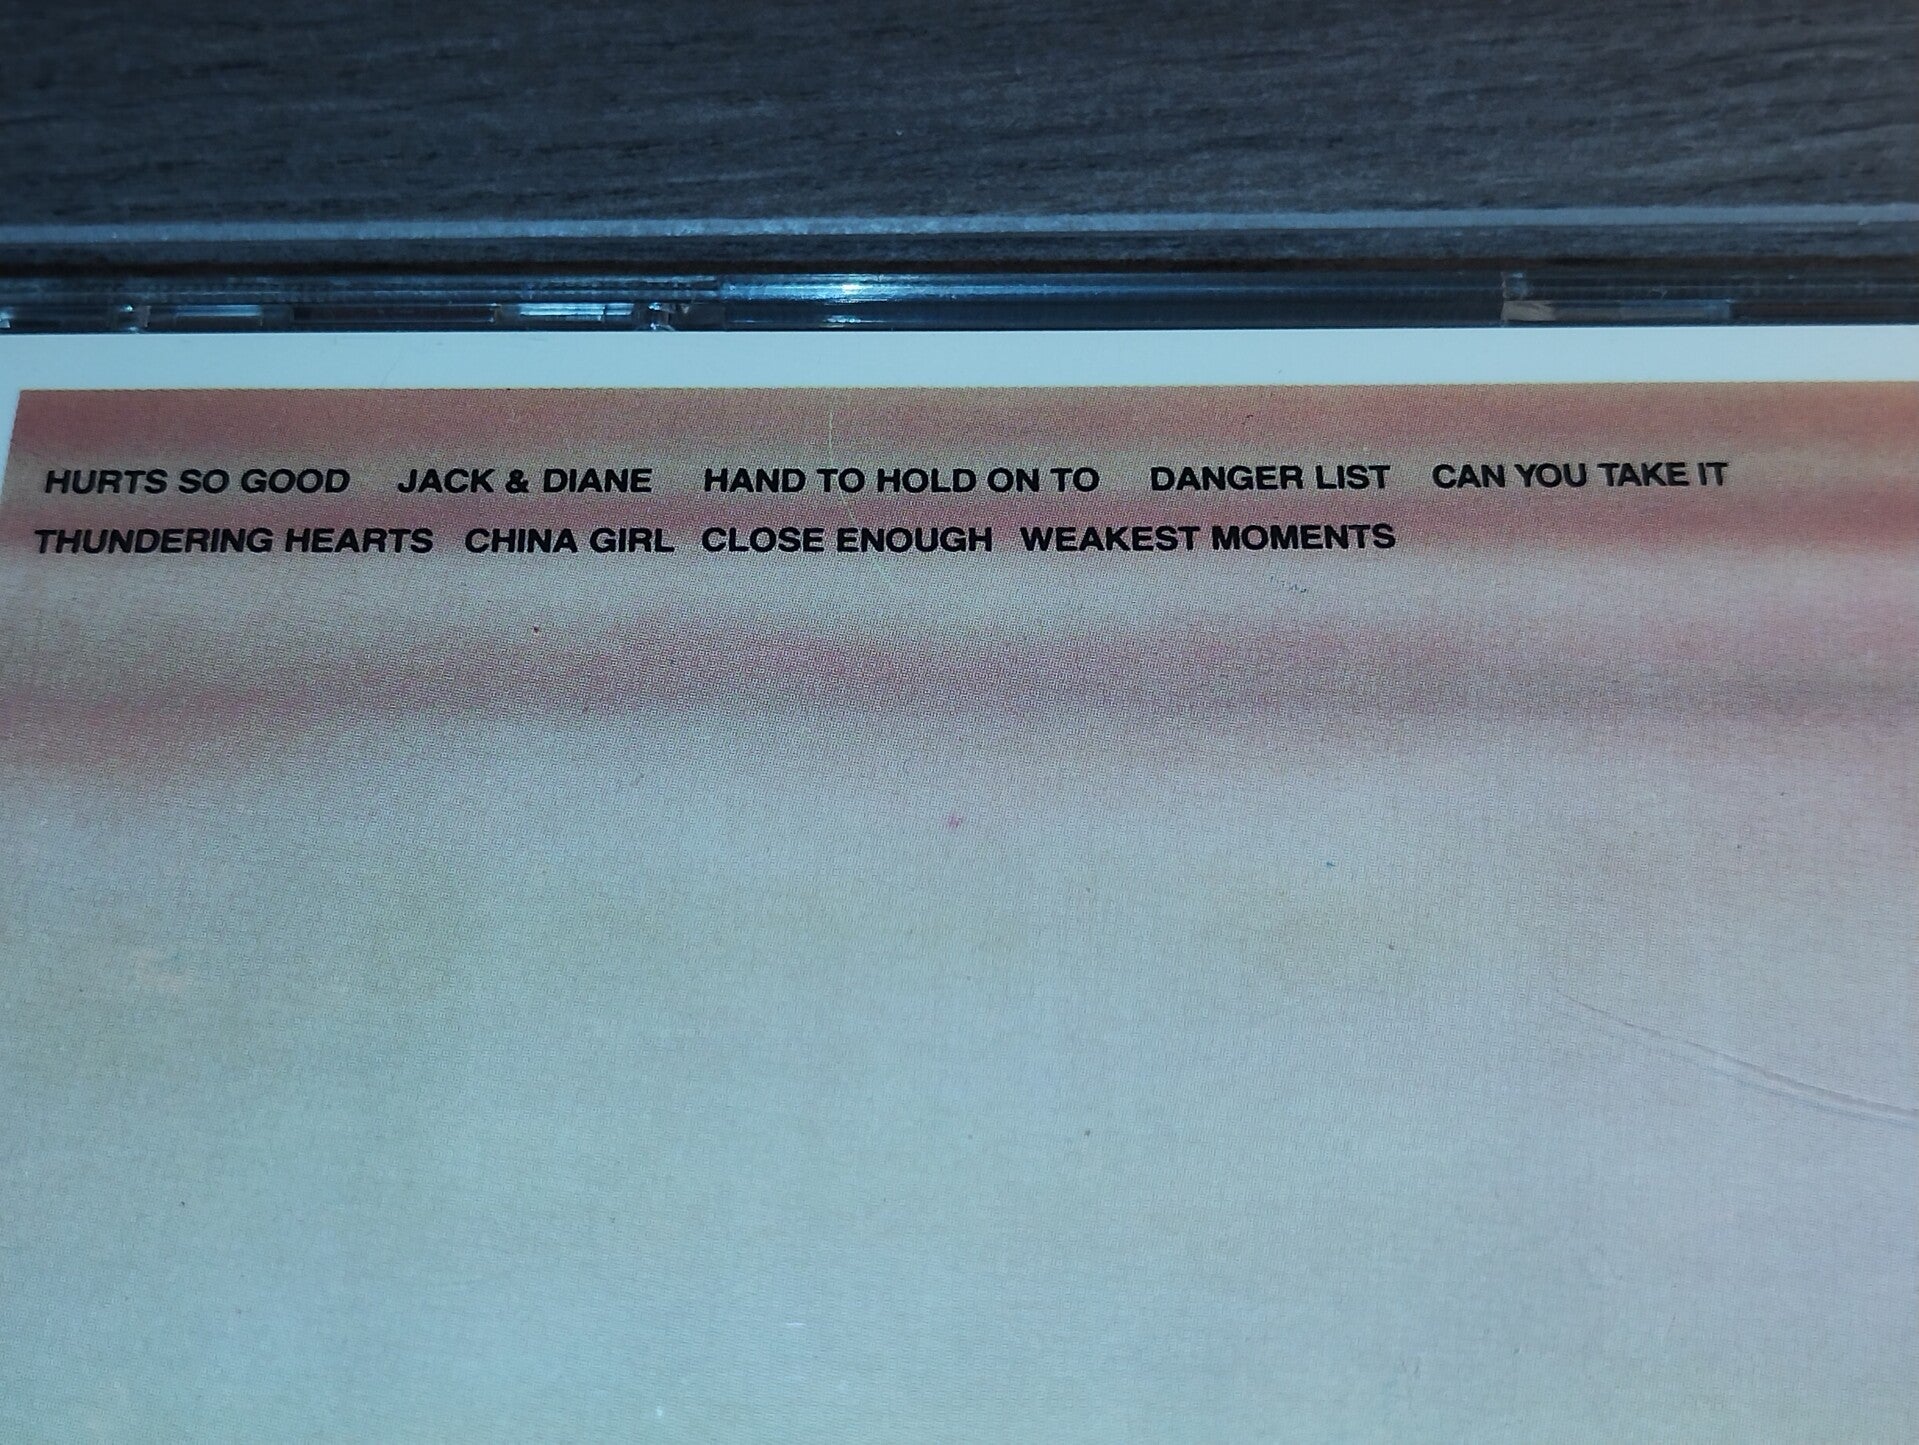 HURTS SO GOOD JACK & DIANE HAND TO HOLD ON TO DANGER LIST CAN YOU TAKE IT
THUNDERING HEARTS CHINA GIRL CLOSE ENOUGH WEAKEST MOMENTS